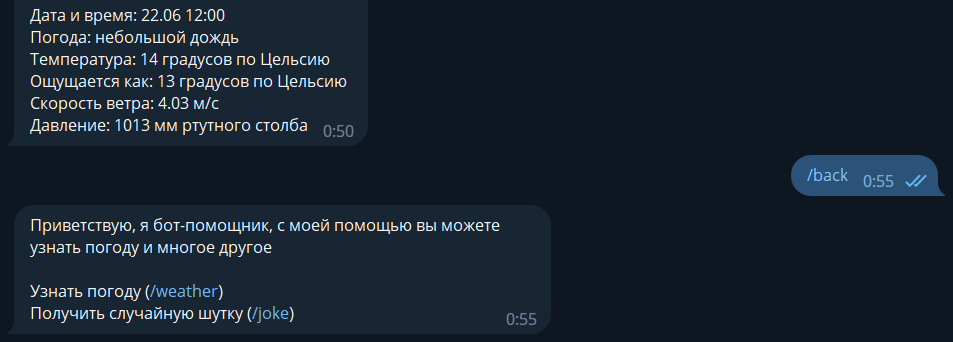 Дата и время: 22.06 12:00
Погода: небольшой дождь
Температура: 14 градусов по Цельсию
Ощущается как: 13 градусов по Цельсию
Скорость ветра: 4.03 м/с
Давление: 1013 мм ртутного столба 0:50
/back 0:55
Приветствую, я бот-помощник, с моей помощью вы можете
узнать погоду и многое другое
Узнать погоду (/weather)
Получить случайную шутку (/joke)
0:55